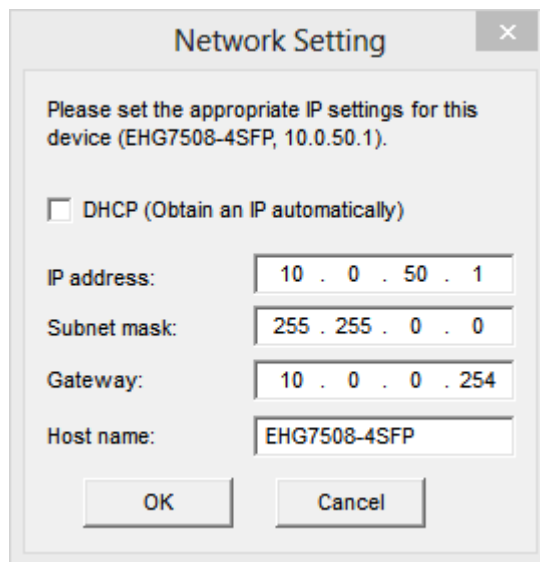 Network Setting
Please set the appropriate IP settings for this
device (EHG7508-4SFP, 10.0.50.1).
DHCP (Obtain an IP automatically)
IP address: 10 . 0 . 50 . 1
Subnet mask: 255 . 255 . 0 . 0
Gateway: 10 . 0 . 0 . 254
Host name: EHG7508-4SFP
OK Cancel